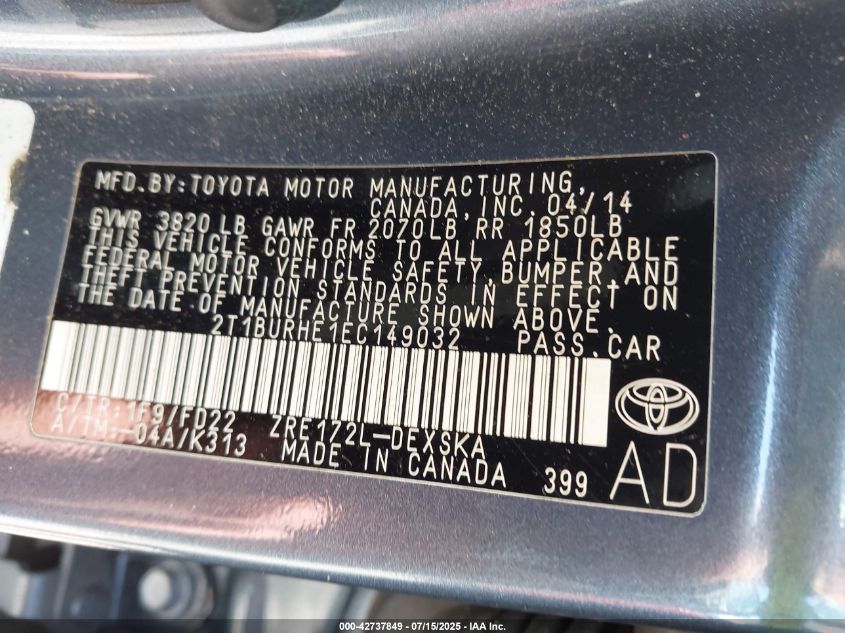 MFD.BY:TOYOTA MOTOR MANUFACTURING,
CANADA,INC. 04/14
GVWR 3820 LB GAWR FR 2070LB RR 1850LB
THIS VEHICLE CONFORMS TO ALL APPLICABLE
FEDERAL MOTOR VEHICLE SAFETY,BUMPER,AND
THEFT PREVENTION STANDARDS IN EFFECT ON
THE DATE OF MANUFACTURE SHOWN ABOVE.
2T1BURHE1EC149032 PASS.CAR
C/TR:1F9/FD22 ZRE172L-DEXSKA
A/TM:-04A/K313 MADE IN CANADA 399
AD
000-42737849 - 07/15/2025 - IAA Inc.